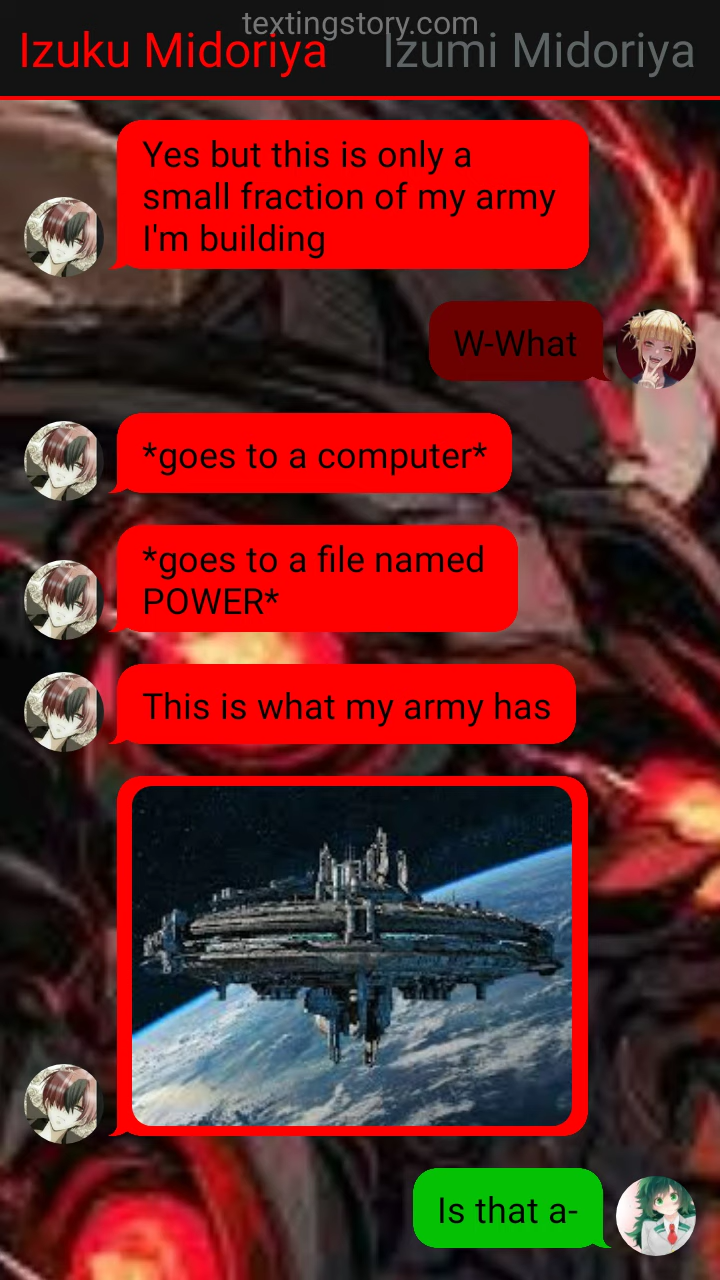 textingstory.com
Izuku Midoriya
Izumi Midoriya
Yes but this is only a
small fraction of my army
I'm building
W-What
*goes to a computer*
*goes to a file named
POWER*
This is what my army has
Is that a-